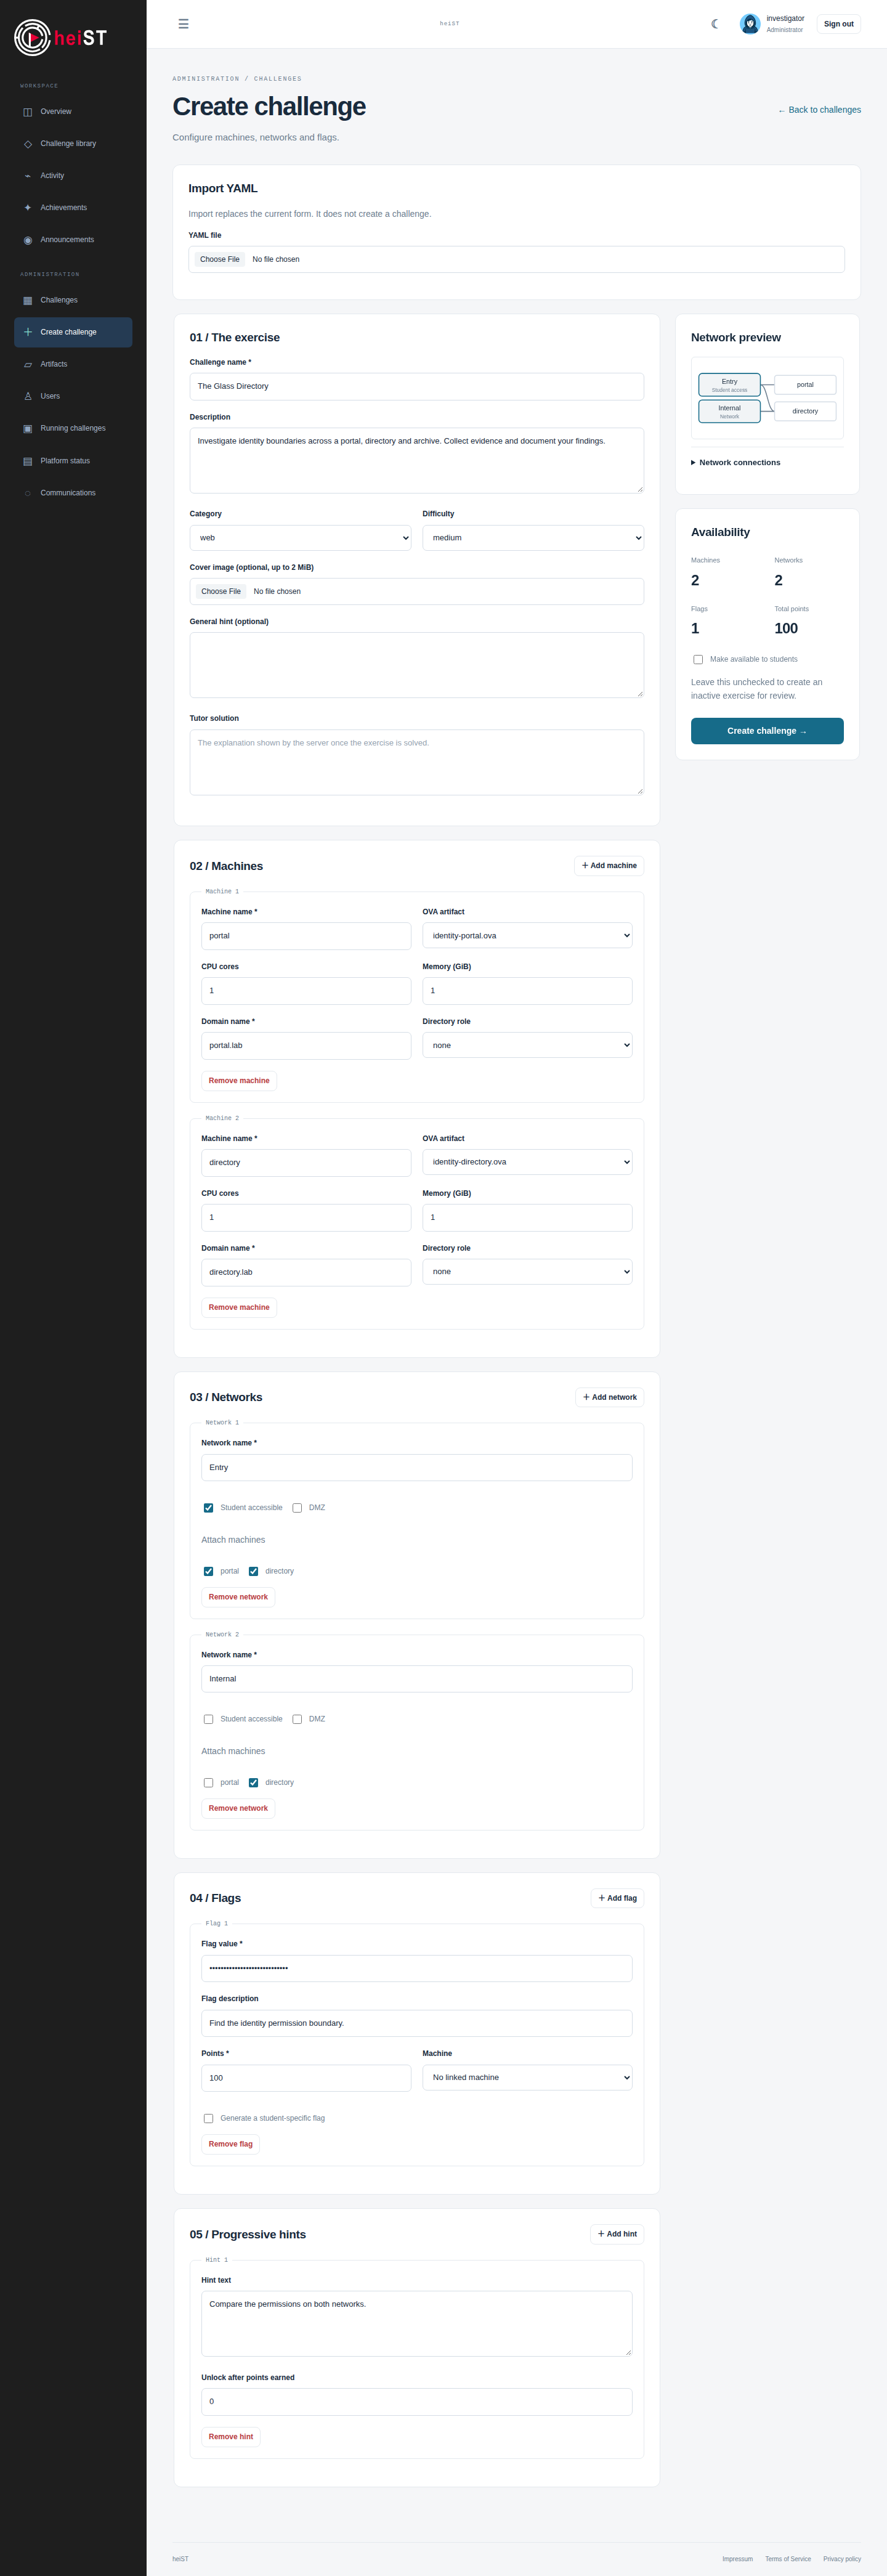 heiST
WORKSPACE
Overview
Challenge library
Activity
Achievements
Announcements
ADMINISTRATION
Challenges
Create challenge
Artifacts
Users
Running challenges
Platform status
Communications
heiST
investigator
Administrator
Sign out
ADMINISTRATION / CHALLENGES
Create challenge
← Back to challenges
Configure machines, networks and flags.
Import YAML
Import replaces the current form. It does not create a challenge.
YAML file
Choose File No file chosen
01 / The exercise
Challenge name *
The Glass Directory
Description
Investigate identity boundaries across a portal, directory and archive. Collect evidence and document your findings.
Category Difficulty
web medium
Cover image (optional, up to 2 MiB)
Choose File No file chosen
General hint (optional)
Tutor solution
The explanation shown by the server once the exercise is solved.
Network preview
Entry
Student access
portal
Internal
Network
directory
Network connections
Availability
Machines Networks
2 2
Flags Total points
1 100
Make available to students
Leave this unchecked to create an
inactive exercise for review.
Create challenge →
02 / Machines
+ Add machine
Machine 1
Machine name * OVA artifact
portal identity-portal.ova
CPU cores Memory (GiB)
1 1
Domain name * Directory role
portal.lab none
Remove machine
Machine 2
Machine name * OVA artifact
directory identity-directory.ova
CPU cores Memory (GiB)
1 1
Domain name * Directory role
directory.lab none
Remove machine
03 / Networks
+ Add network
Network 1
Network name *
Entry
Student accessible DMZ
Attach machines
portal directory
Remove network
Network 2
Network name *
Internal
Student accessible DMZ
Attach machines
portal directory
Remove network
04 / Flags
+ Add flag
Flag 1
Flag value *
••••••••••••••••••••••••••••
Flag description
Find the identity permission boundary.
Points * Machine
100 No linked machine
Generate a student-specific flag
Remove flag
05 / Progressive hints
+ Add hint
Hint 1
Hint text
Compare the permissions on both networks.
Unlock after points earned
0
Remove hint
heiST
Impressum Terms of Service Privacy policy